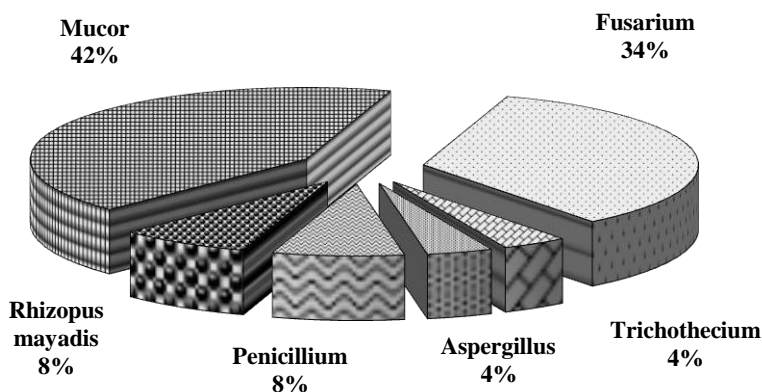 Mucor
42%
Fusarium
34%
Rhizopus
mayadis
8%
Penicillium
8%
Aspergillus
4%
Trichothecium
4%